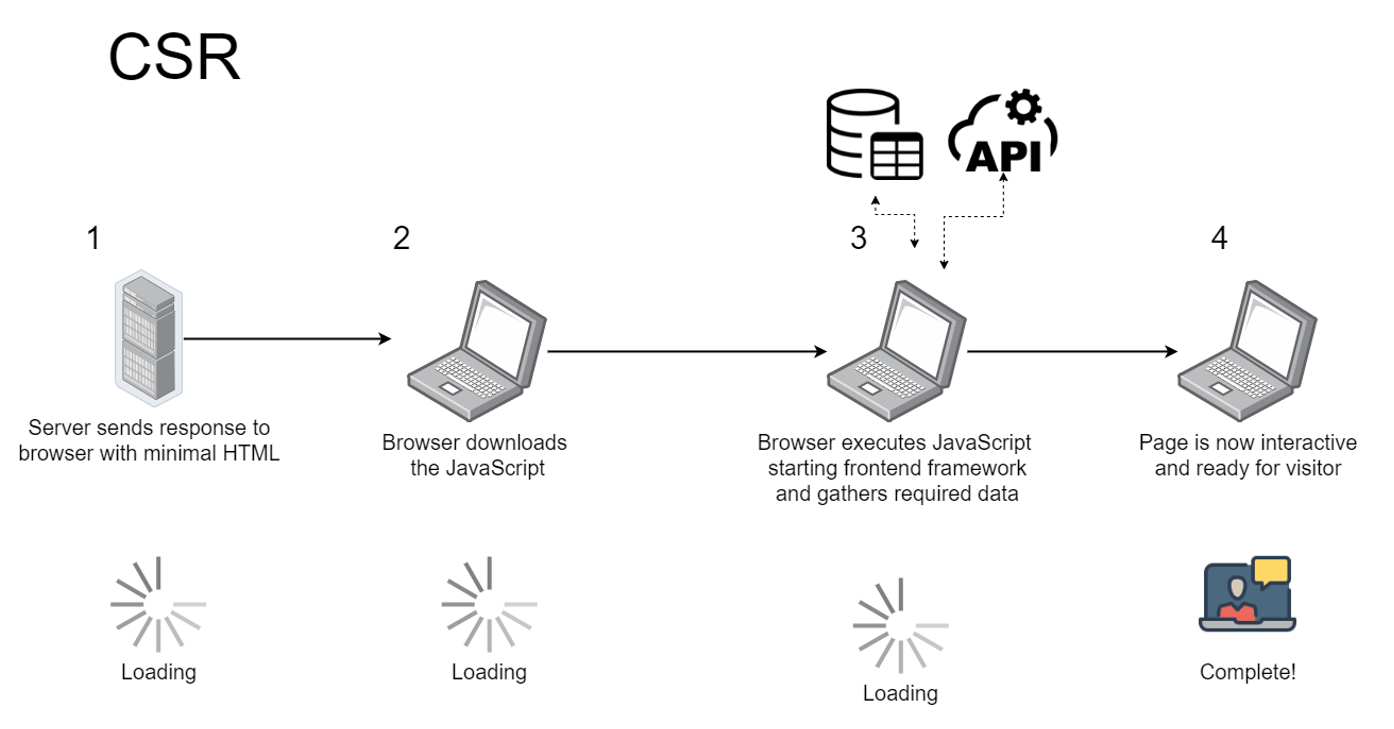 CSR
API
1
2
3
4
Server sends response to
browser with minimal HTML
Browser downloads
the JavaScript
Browser executes JavaScript
starting frontend framework
and gathers required data
Page is now interactive
and ready for visitor
Loading
Loading
Loading
Complete!